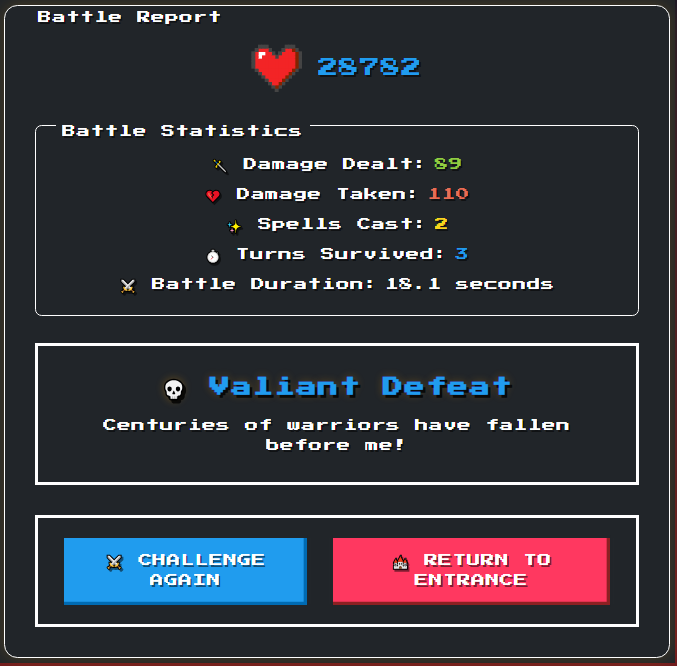 Battle Report
28782
Battle Statistics
Damage Dealt: 89
Damage Taken: 110
Spells Cast: 2
Turns Survived: 3
Battle Duration: 18.1 seconds
Valiant Defeat
Centuries of warriors have fallen
before me!
CHALLENGE
AGAIN
RETURN TO
ENTRANCE